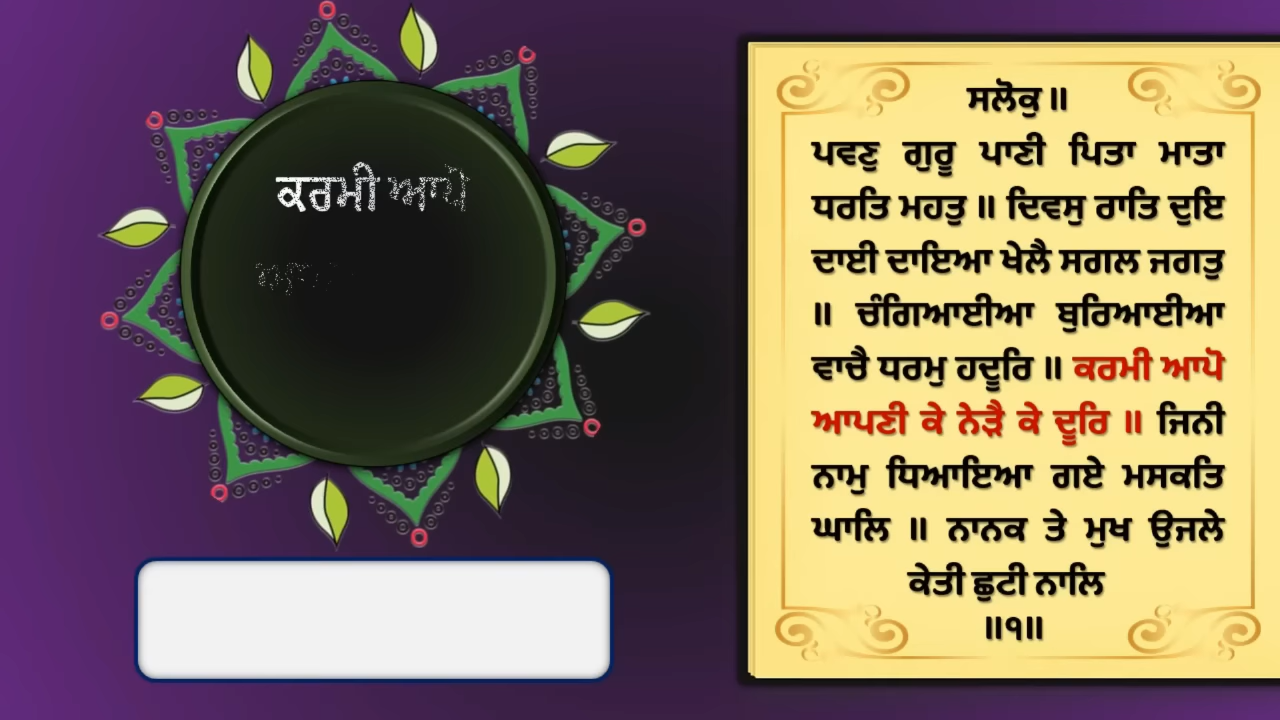 ਕਰਮੀ ਆਪੋ
ਸਲੋਕੁ ॥
ਪਵਣੁ ਗੁਰੂ ਪਾਣੀ ਪਿਤਾ ਮਾਤਾ
ਧਰਤਿ ਮਹਤੁ ॥ ਦਿਵਸੁ ਰਾਤਿ ਦੁਇ
ਦਾਈ ਦਾਇਆ ਖੇਲੈ ਸਗਲ ਜਗਤੁ
॥ ਚੰਗਿਆਈਆ ਬੁਰਿਆਈਆ
ਵਾਚੈ ਧਰਮੁ ਹਦੂਰਿ ॥ ਕਰਮੀ ਆਪੋ
ਆਪਣੀ ਕੇ ਨੇੜੈ ਕੇ ਦੂਰਿ ॥ ਜਿਨੀ
ਨਾਮੁ ਧਿਆਇਆ ਗਏ ਮਸਕਤਿ
ਘਾਲਿ ॥ ਨਾਨਕ ਤੇ ਮੁਖ ਉਜਲੇ
ਕੇਤੀ ਛੁਟੀ ਨਾਲਿ
॥੧॥